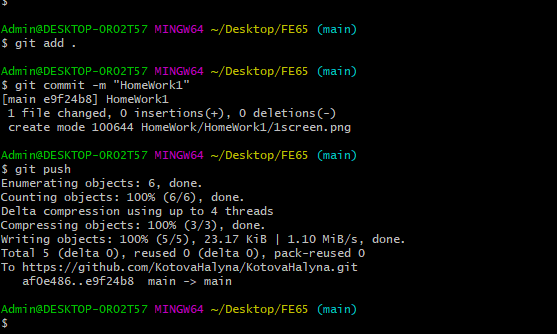 $
Admin@DESKTOP-ORO2T57 MINGW64 ~/Desktop/FE65 (main)
$ git add .
Admin@DESKTOP-ORO2T57 MINGW64 ~/Desktop/FE65 (main)
$ git commit -m "HomeWork1"
[main e9f24b8] HomeWork1
 1 file changed, 0 insertions(+), 0 deletions(-)
 create mode 100644 HomeWork/HomeWork1/1screen.png
Admin@DESKTOP-ORO2T57 MINGW64 ~/Desktop/FE65 (main)
$ git push
Enumerating objects: 6, done.
Counting objects: 100% (6/6), done.
Delta compression using up to 4 threads
Compressing objects: 100% (3/3), done.
Writing objects: 100% (5/5), 23.17 KiB | 1.10 MiB/s, done.
Total 5 (delta 0), reused 0 (delta 0), pack-reused 0
To https://github.com/KotovaHalyna/KotovaHalyna.git
   af0e486..e9f24b8  main -> main
Admin@DESKTOP-ORO2T57 MINGW64 ~/Desktop/FE65 (main)
$